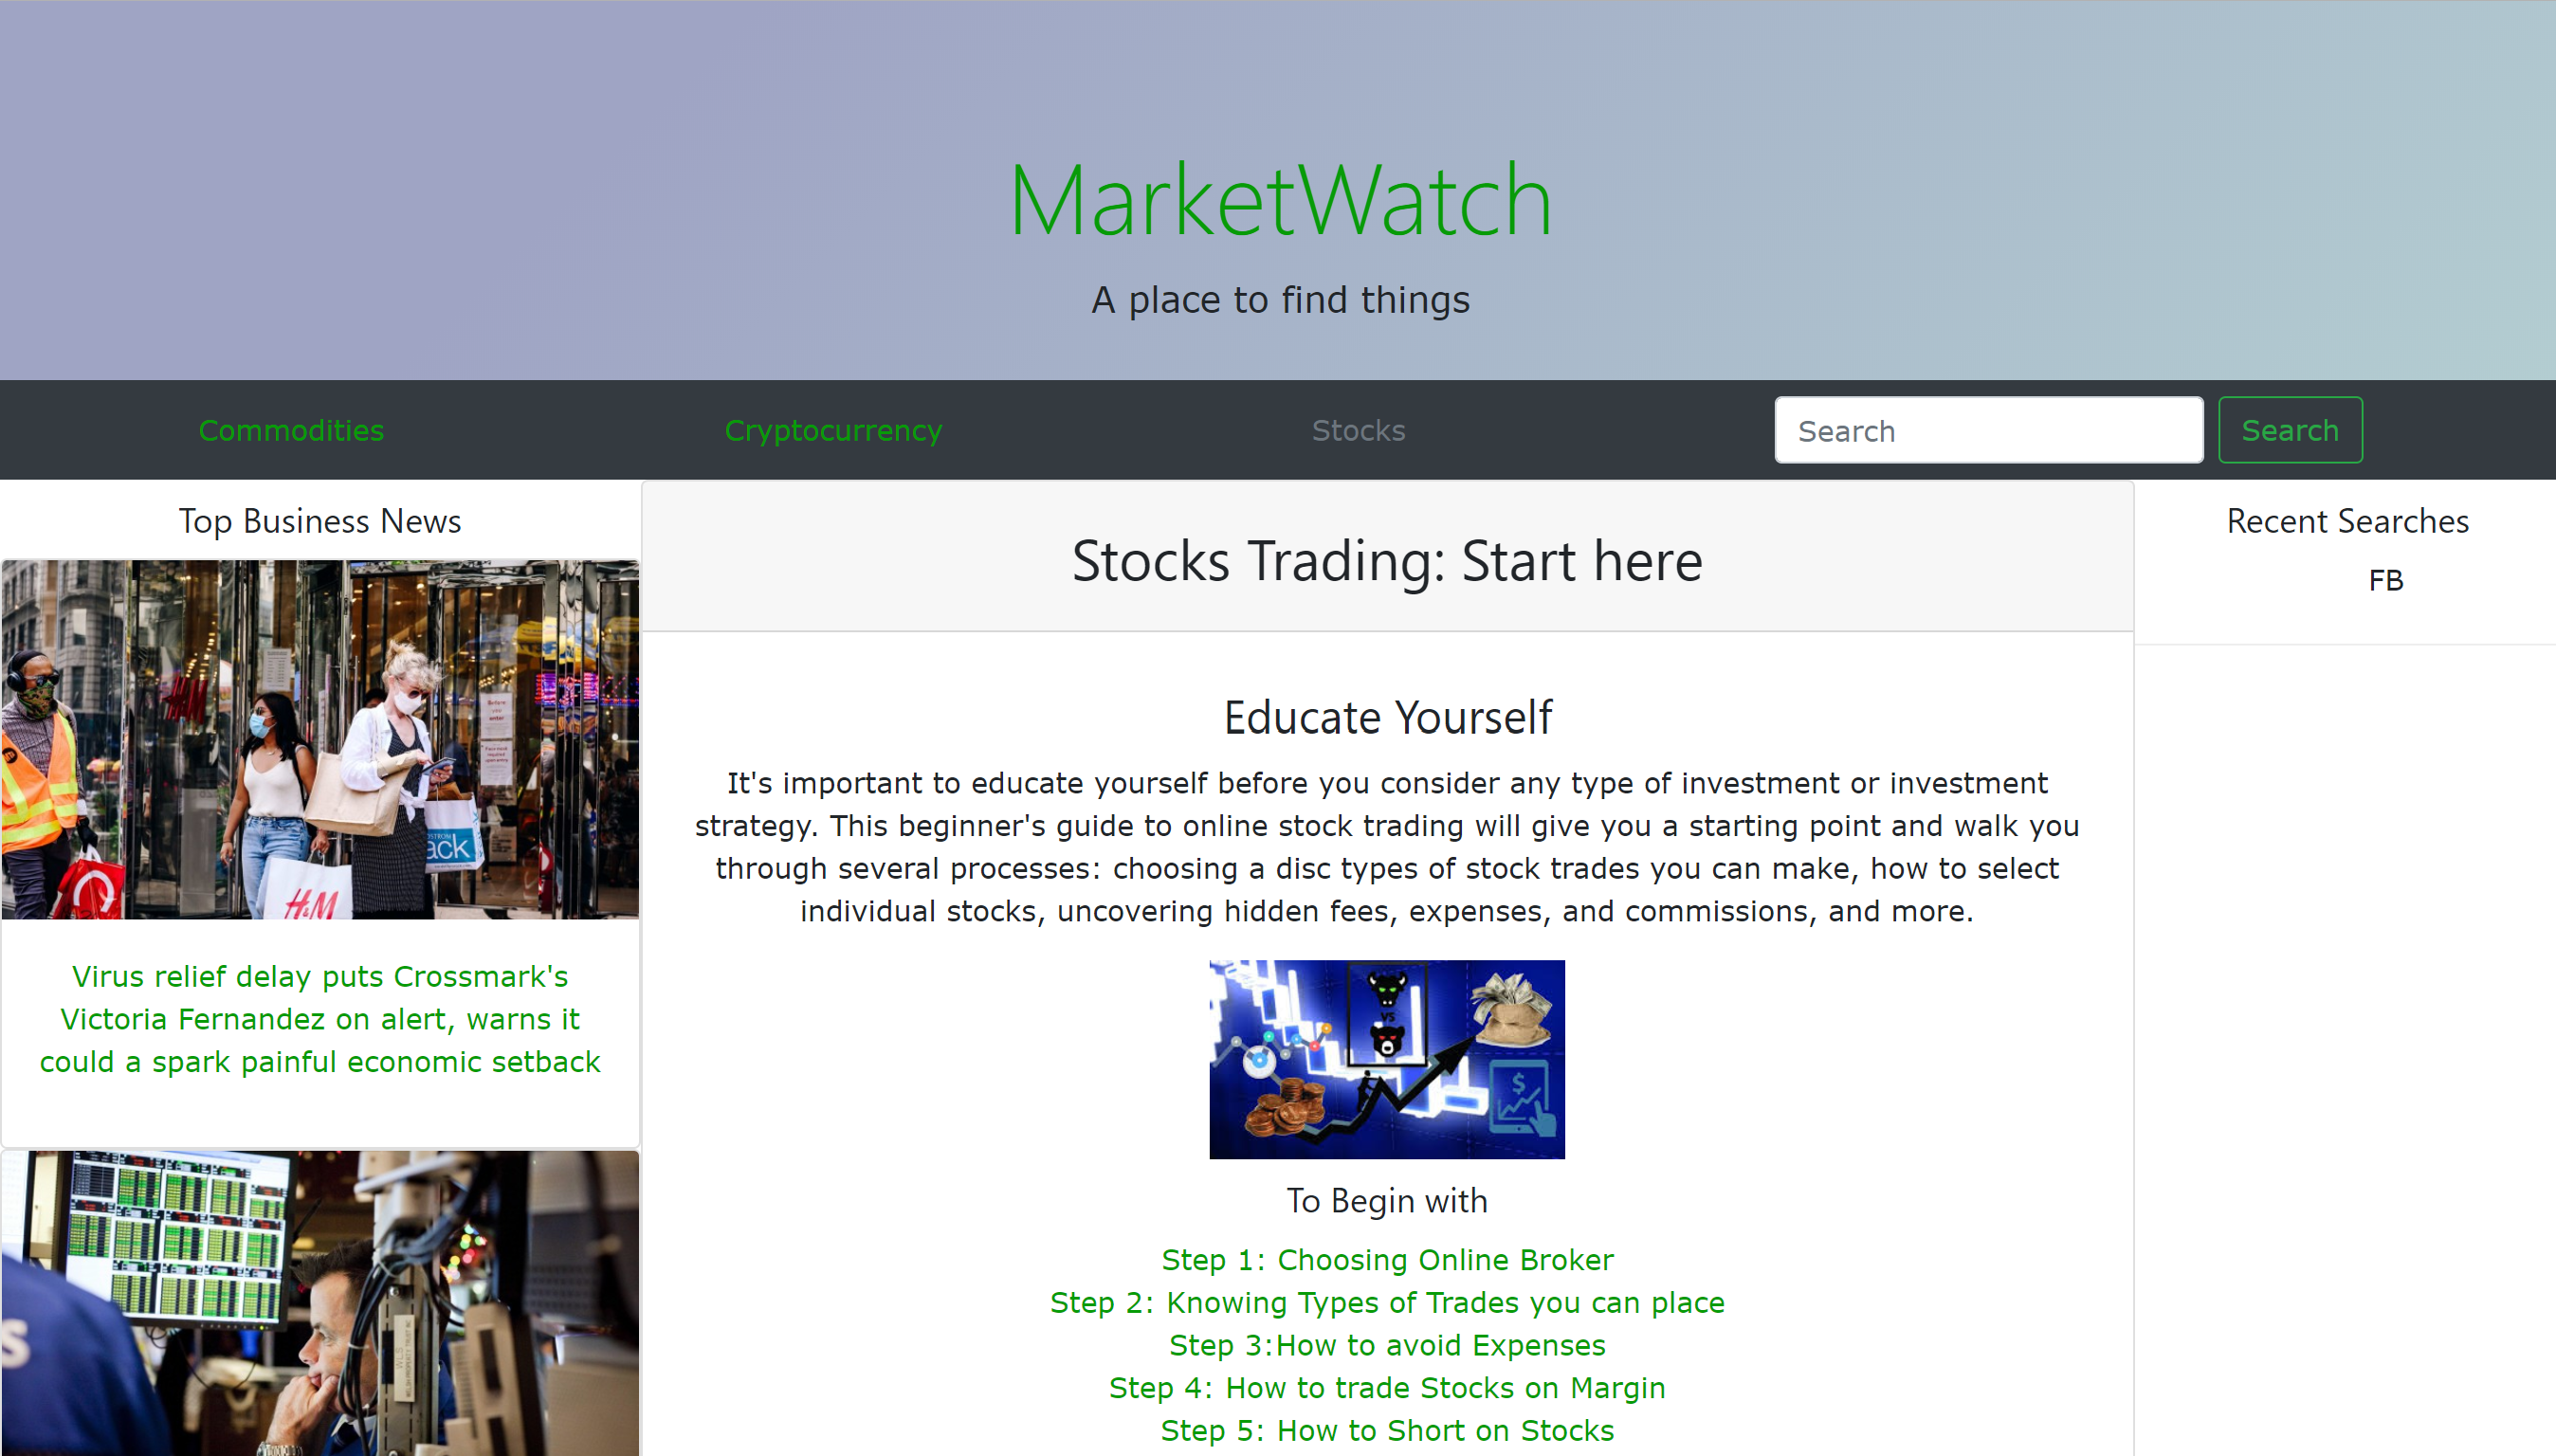 MarketWatch
A place to find things
Commodities
Cryptocurrency
Stocks
Search
Search
Top Business News
H&M
Virus relief delay puts Crossmark's
Victoria Fernandez on alert, warns it
could a spark painful economic setback
Stocks Trading: Start here
Educate Yourself
It's important to educate yourself before you consider any type of investment or investment
strategy. This beginner's guide to online stock trading will give you a starting point and walk you
through several processes: choosing a disc types of stock trades you can make, how to select
individual stocks, uncovering hidden fees, expenses, and commissions, and more.
VS
$
To Begin with
Step 1: Choosing Online Broker
Step 2: Knowing Types of Trades you can place
Step 3:How to avoid Expenses
Step 4: How to trade Stocks on Margin
Step 5: How to Short on Stocks
Recent Searches
FB